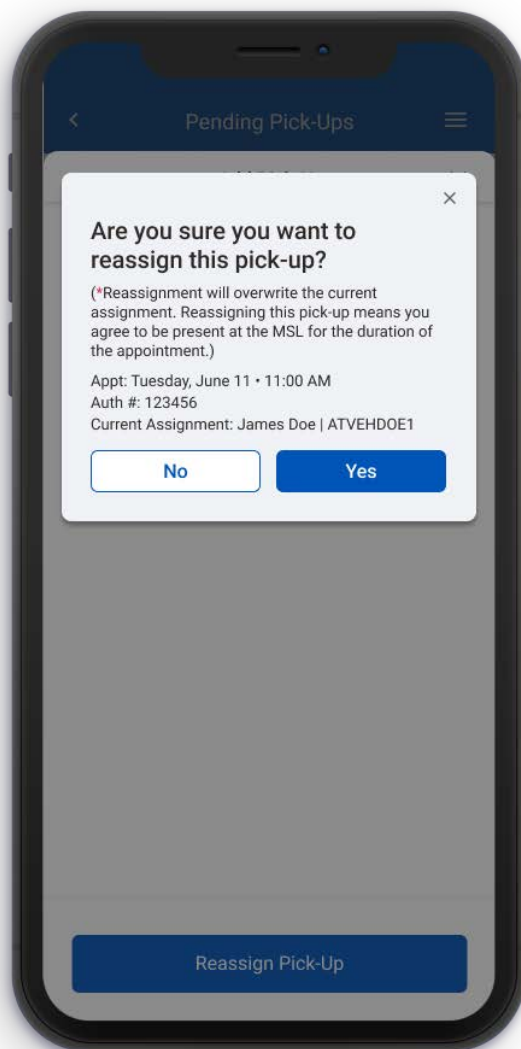 Pending Pick-Ups
Are you sure you want to
reassign this pick-up?
(*Reassignment will overwrite the current
assignment. Reassigning this pick-up means you
agree to be present at the MSL for the duration of
the appointment.)
Appt: Tuesday, June 11 • 11:00 AM
Auth #: 123456
Current Assignment: James Doe | ATVEHDOE1
No Yes
Reassign Pick-Up